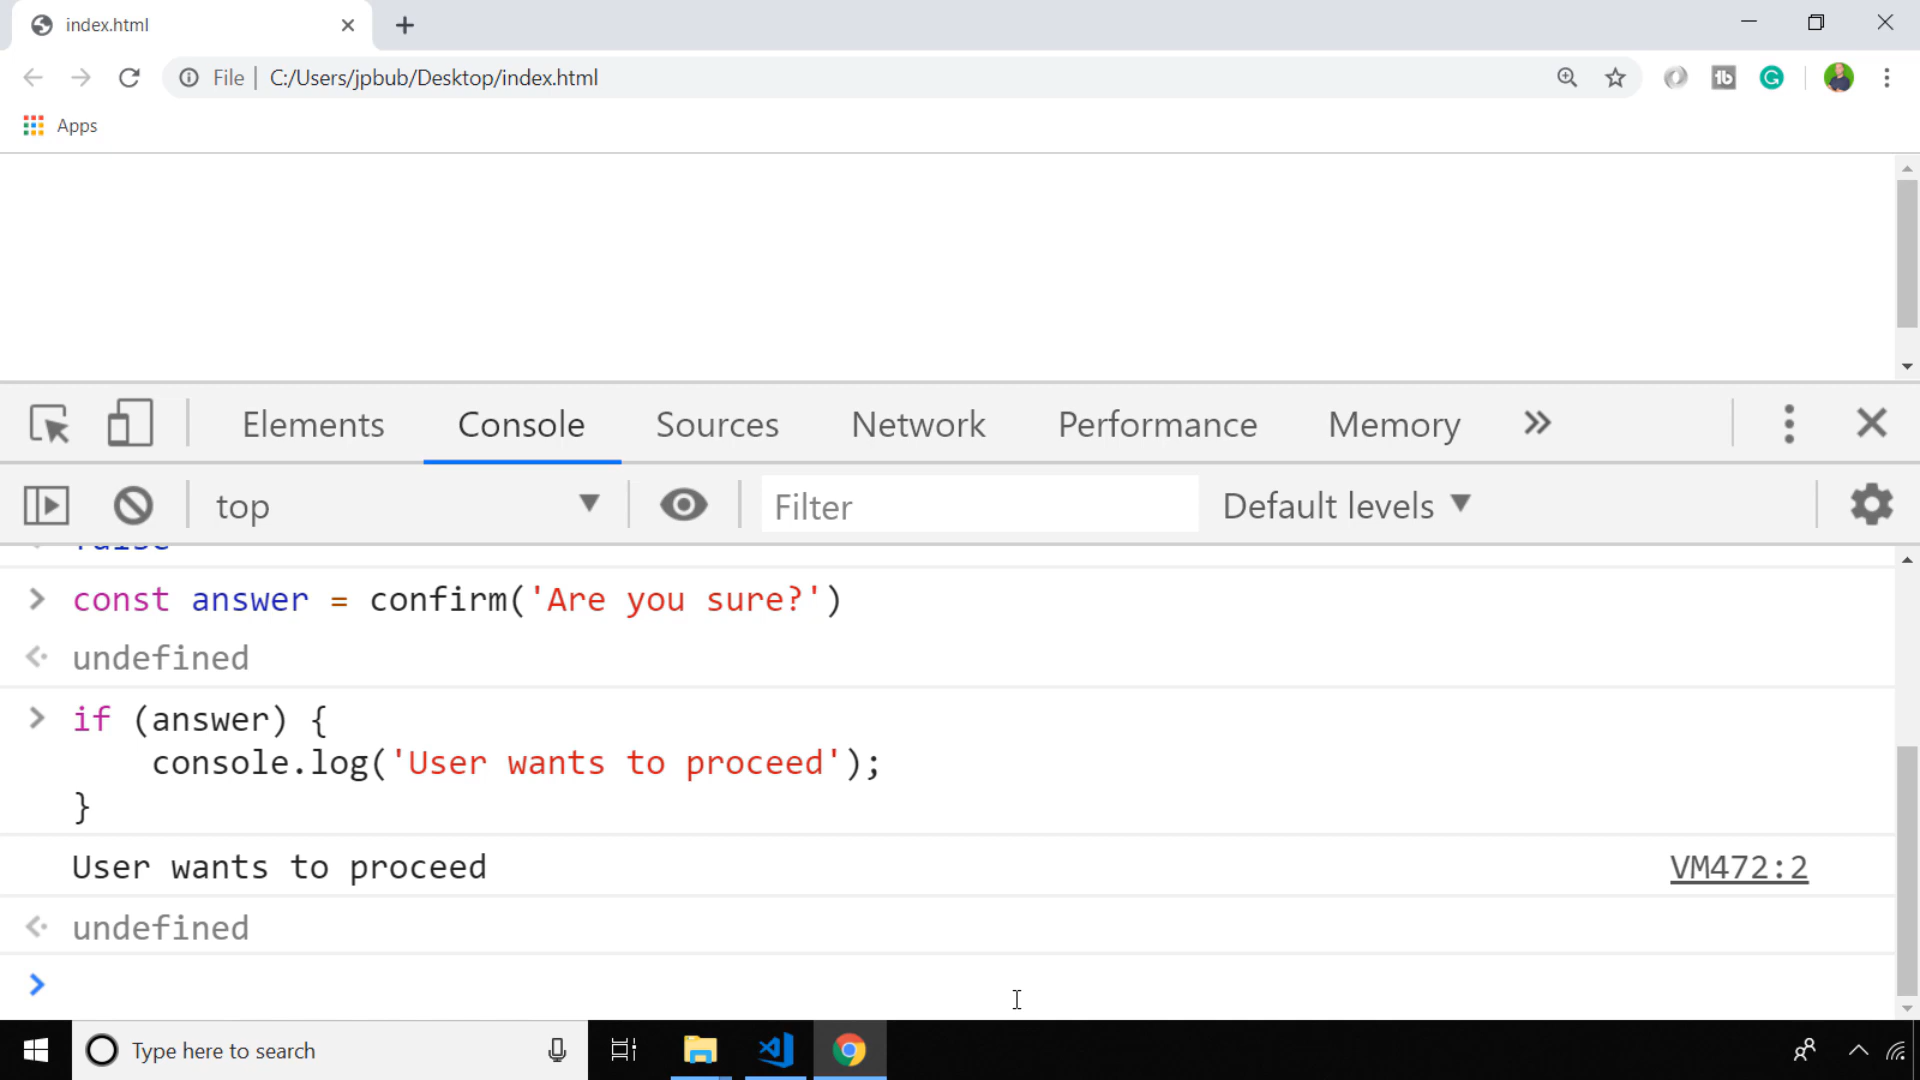 index.html
File | C:/Users/jpbub/Desktop/index.html
Apps
Elements Console Sources Network Performance Memory »
top Filter Default levels
false
> const answer = confirm('Are you sure?')
undefined
> if (answer) {
console.log('User wants to proceed');
}
User wants to proceed VM472:2
undefined
>
Type here to search